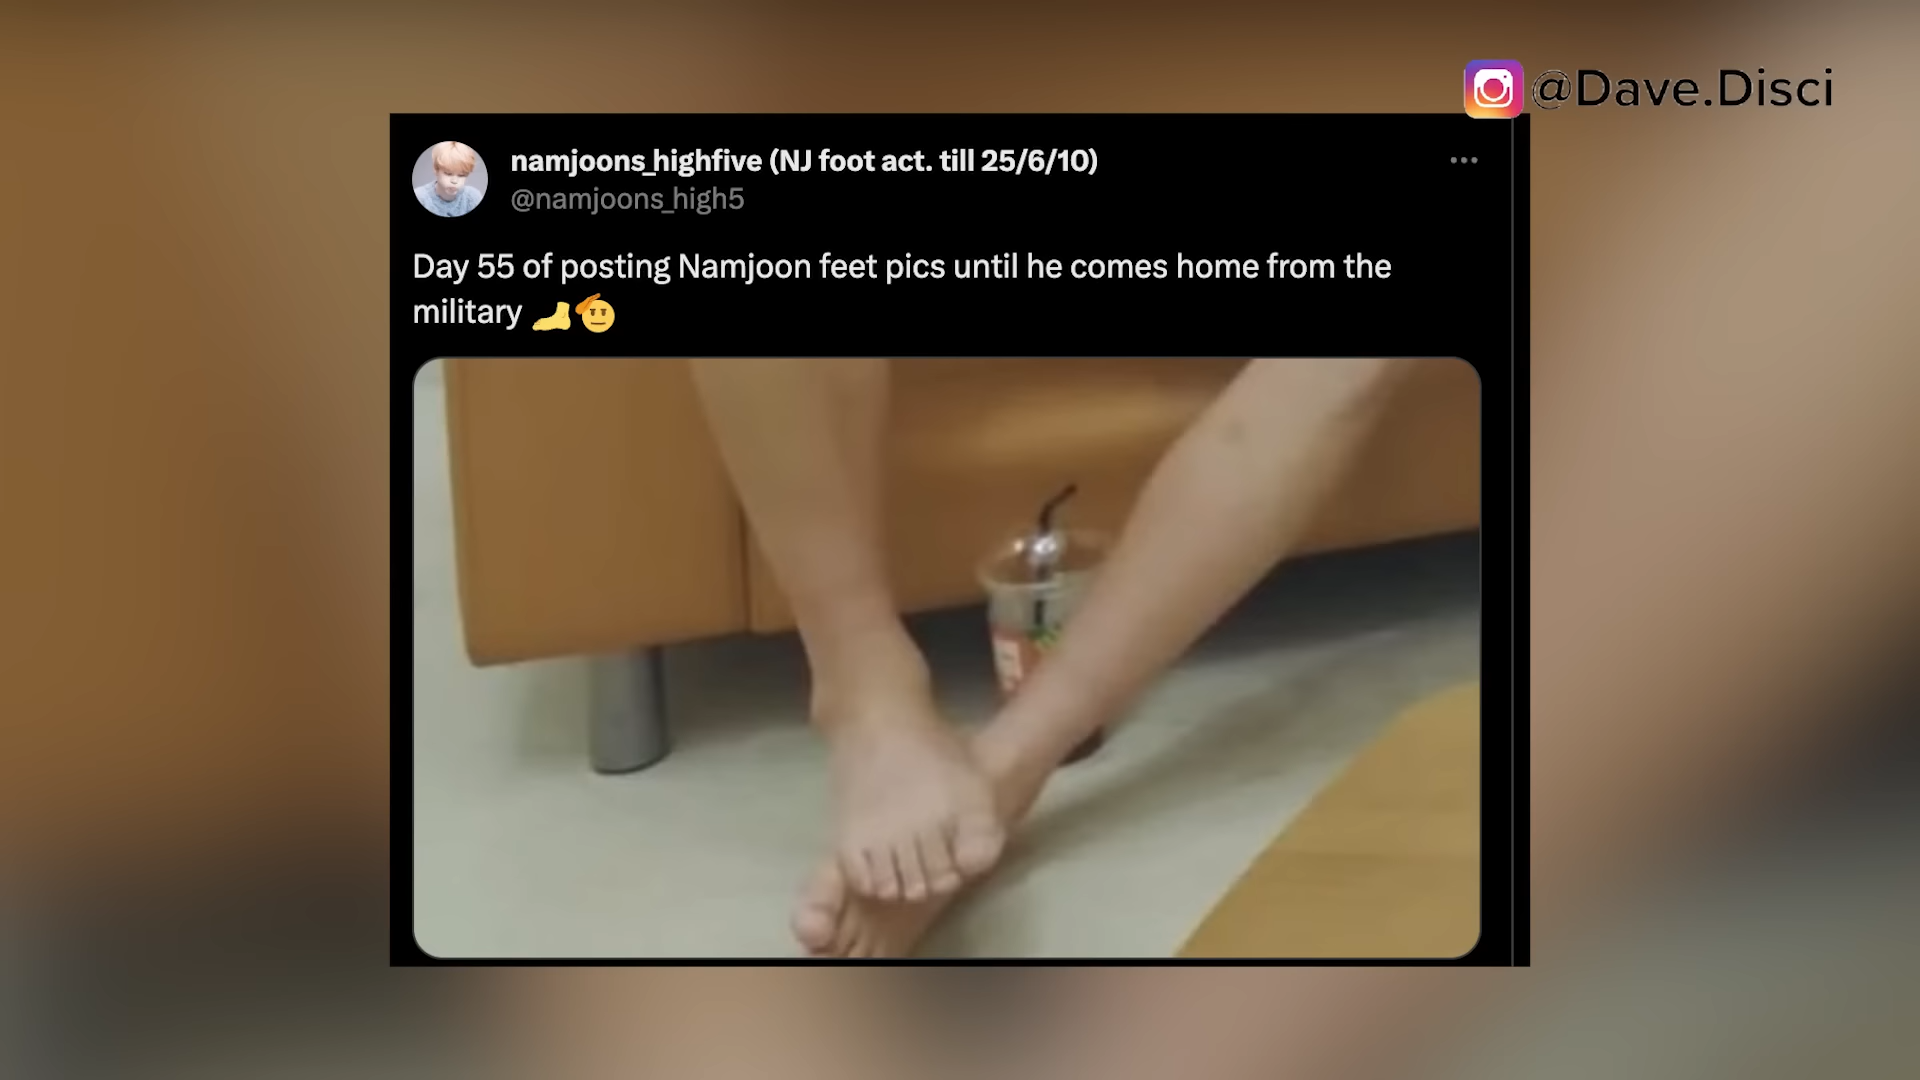 @Dave.Disci
namjoons_highfive (NJ foot act. till 25/6/10)
@namjoons_high5
Day 55 of posting Namjoon feet pics until he comes home from the
military 🦶🫡